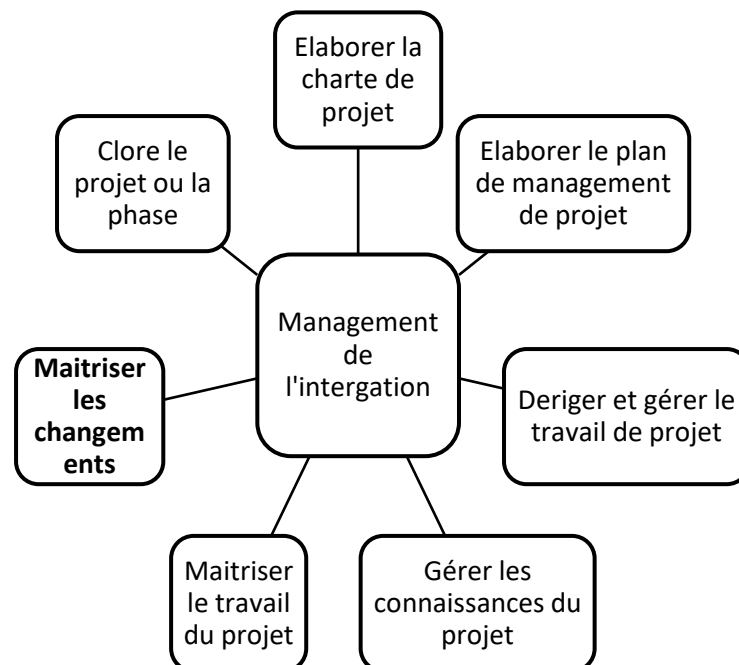 Elaborer la
charte de
projet
Elaborer le plan
de management
de projet
Deriger et gérer le
travail de projet
Gérer les
connaissances du
projet
Maitriser
le travail
du projet
Maitriser
les
changem
ents
Clore le
projet ou la
phase
Management
de
l'intergation